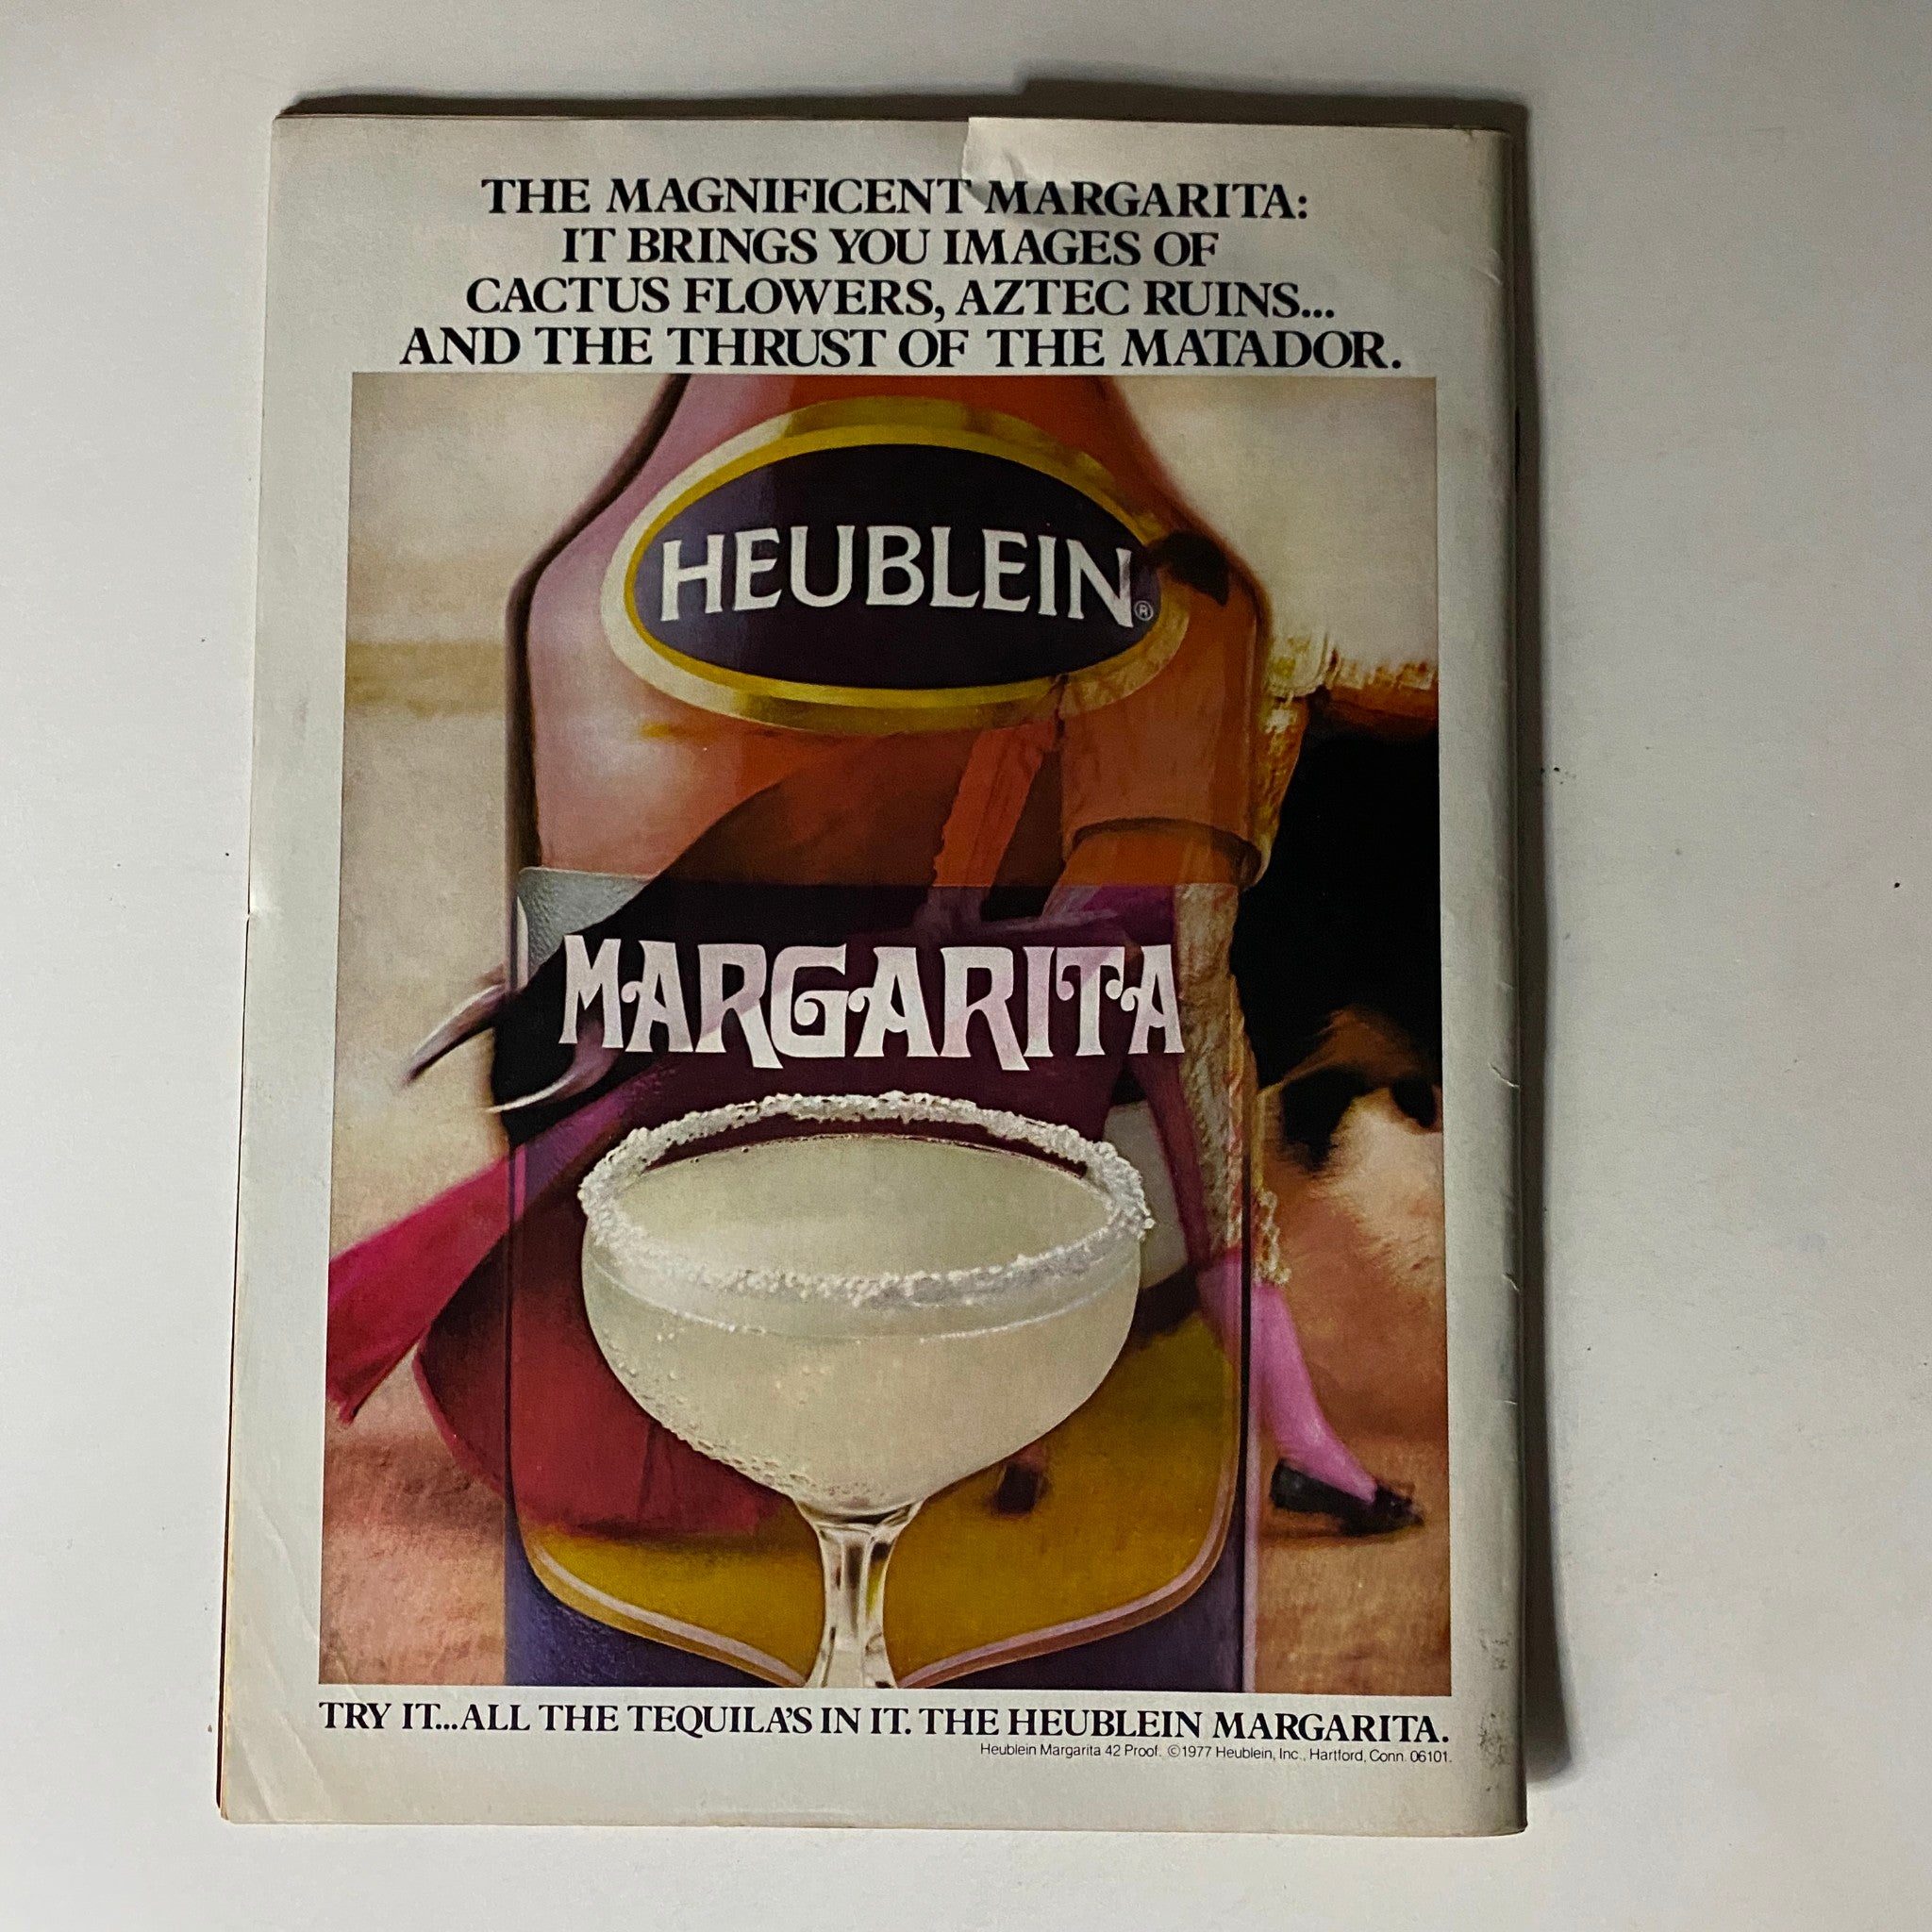 THE MAGNIFICENT MARGARITA:
IT BRINGS YOU IMAGES OF
CACTUS FLOWERS, AZTEC RUINS...
AND THE THRUST OF THE MATADOR.
HEUBLEIN®
MARGARITA
TRY IT...ALL THE TEQUILA'S IN IT. THE HEUBLEIN MARGARITA.
Heublein Margarita 42 Proof. ©1977 Heublein, Inc., Hartford, Conn. 06101.